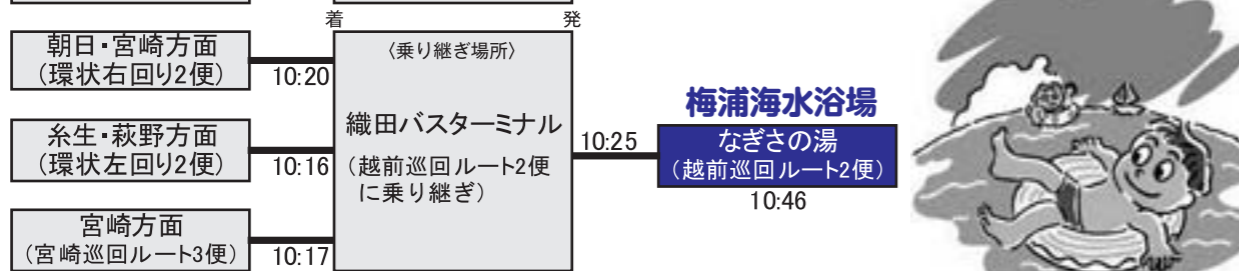 着
発
朝日・宮崎方面
（環状右回り2便）
10:20
糸生・萩野方面
（環状左回り2便）
10:16
宮崎方面
（宮崎巡回ルート3便）
10:17
〈乗り継ぎ場所〉
織田バスターミナル
（越前巡回ルート2便
に乗り継ぎ）
10:25
梅浦海水浴場
なぎさの湯
（越前巡回ルート2便）
10:46